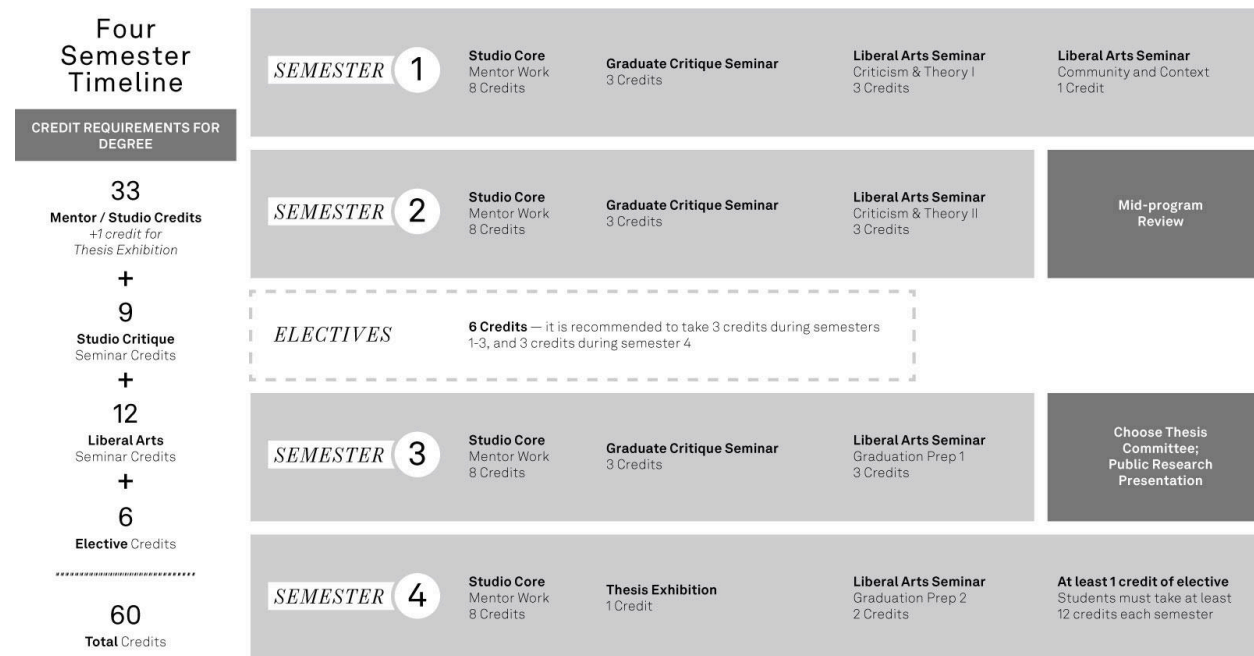 Four
Semester
Timeline
CREDIT REQUIREMENTS FOR
DEGREE
33
Mentor / Studio Credits
+1 credit for
Thesis Exhibition
+
9
Studio Critique
Seminar Credits
+
12
Liberal Arts
Seminar Credits
+
6
Elective Credits
60
Total Credits
SEMESTER 1
Studio Core
Mentor Work
8 Credits
Graduate Critique Seminar
3 Credits
Liberal Arts Seminar
Criticism & Theory I
3 Credits
Liberal Arts Seminar
Community and Context
1 Credit
SEMESTER 2
Studio Core
Mentor Work
8 Credits
Graduate Critique Seminar
3 Credits
Liberal Arts Seminar
Criticism & Theory II
3 Credits
Mid-program
Review
ELECTIVES
6 Credits — it is recommended to take 3 credits during semesters
1-3, and 3 credits during semester 4
SEMESTER 3
Studio Core
Mentor Work
8 Credits
Graduate Critique Seminar
3 Credits
Liberal Arts Seminar
Graduation Prep 1
3 Credits
Choose Thesis
Committee;
Public Research
Presentation
SEMESTER 4
Studio Core
Mentor Work
8 Credits
Thesis Exhibition
1 Credit
Liberal Arts Seminar
Graduation Prep 2
2 Credits
At least 1 credit of elective
Students must take at least
12 credits each semester